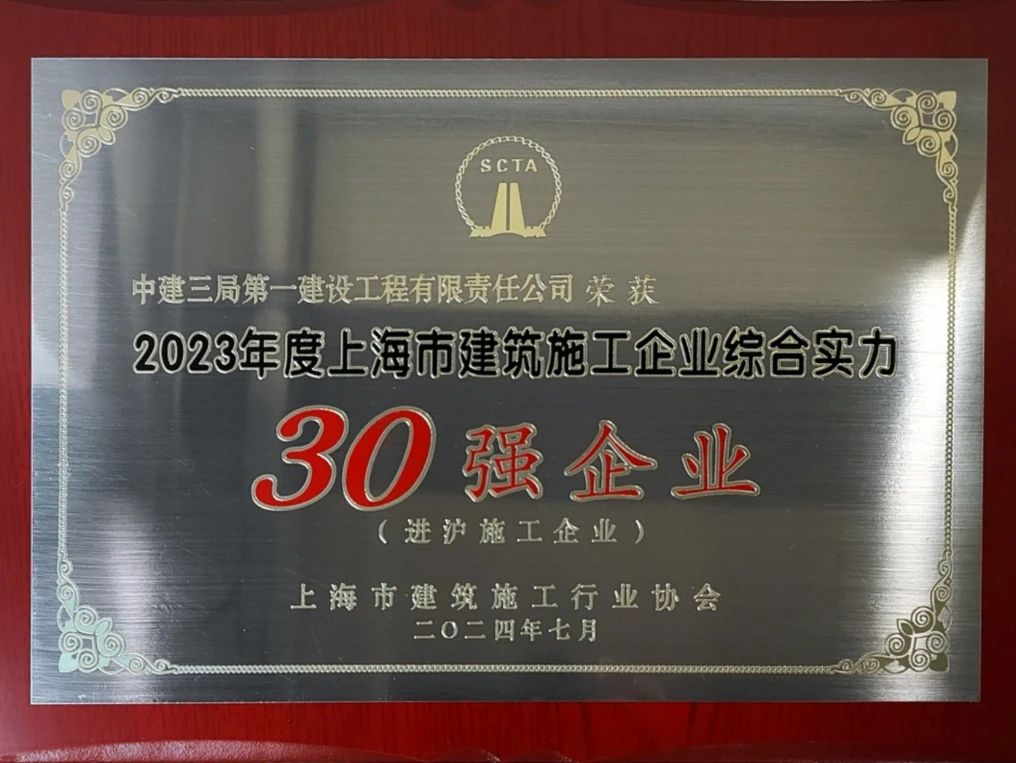 SCTA
中建三局第一建设工程有限责任公司 荣获
2023年度上海市建筑施工企业综合实力
30强企业
（进沪施工企业）
上海市建筑施工行业协会
二〇二四年七月